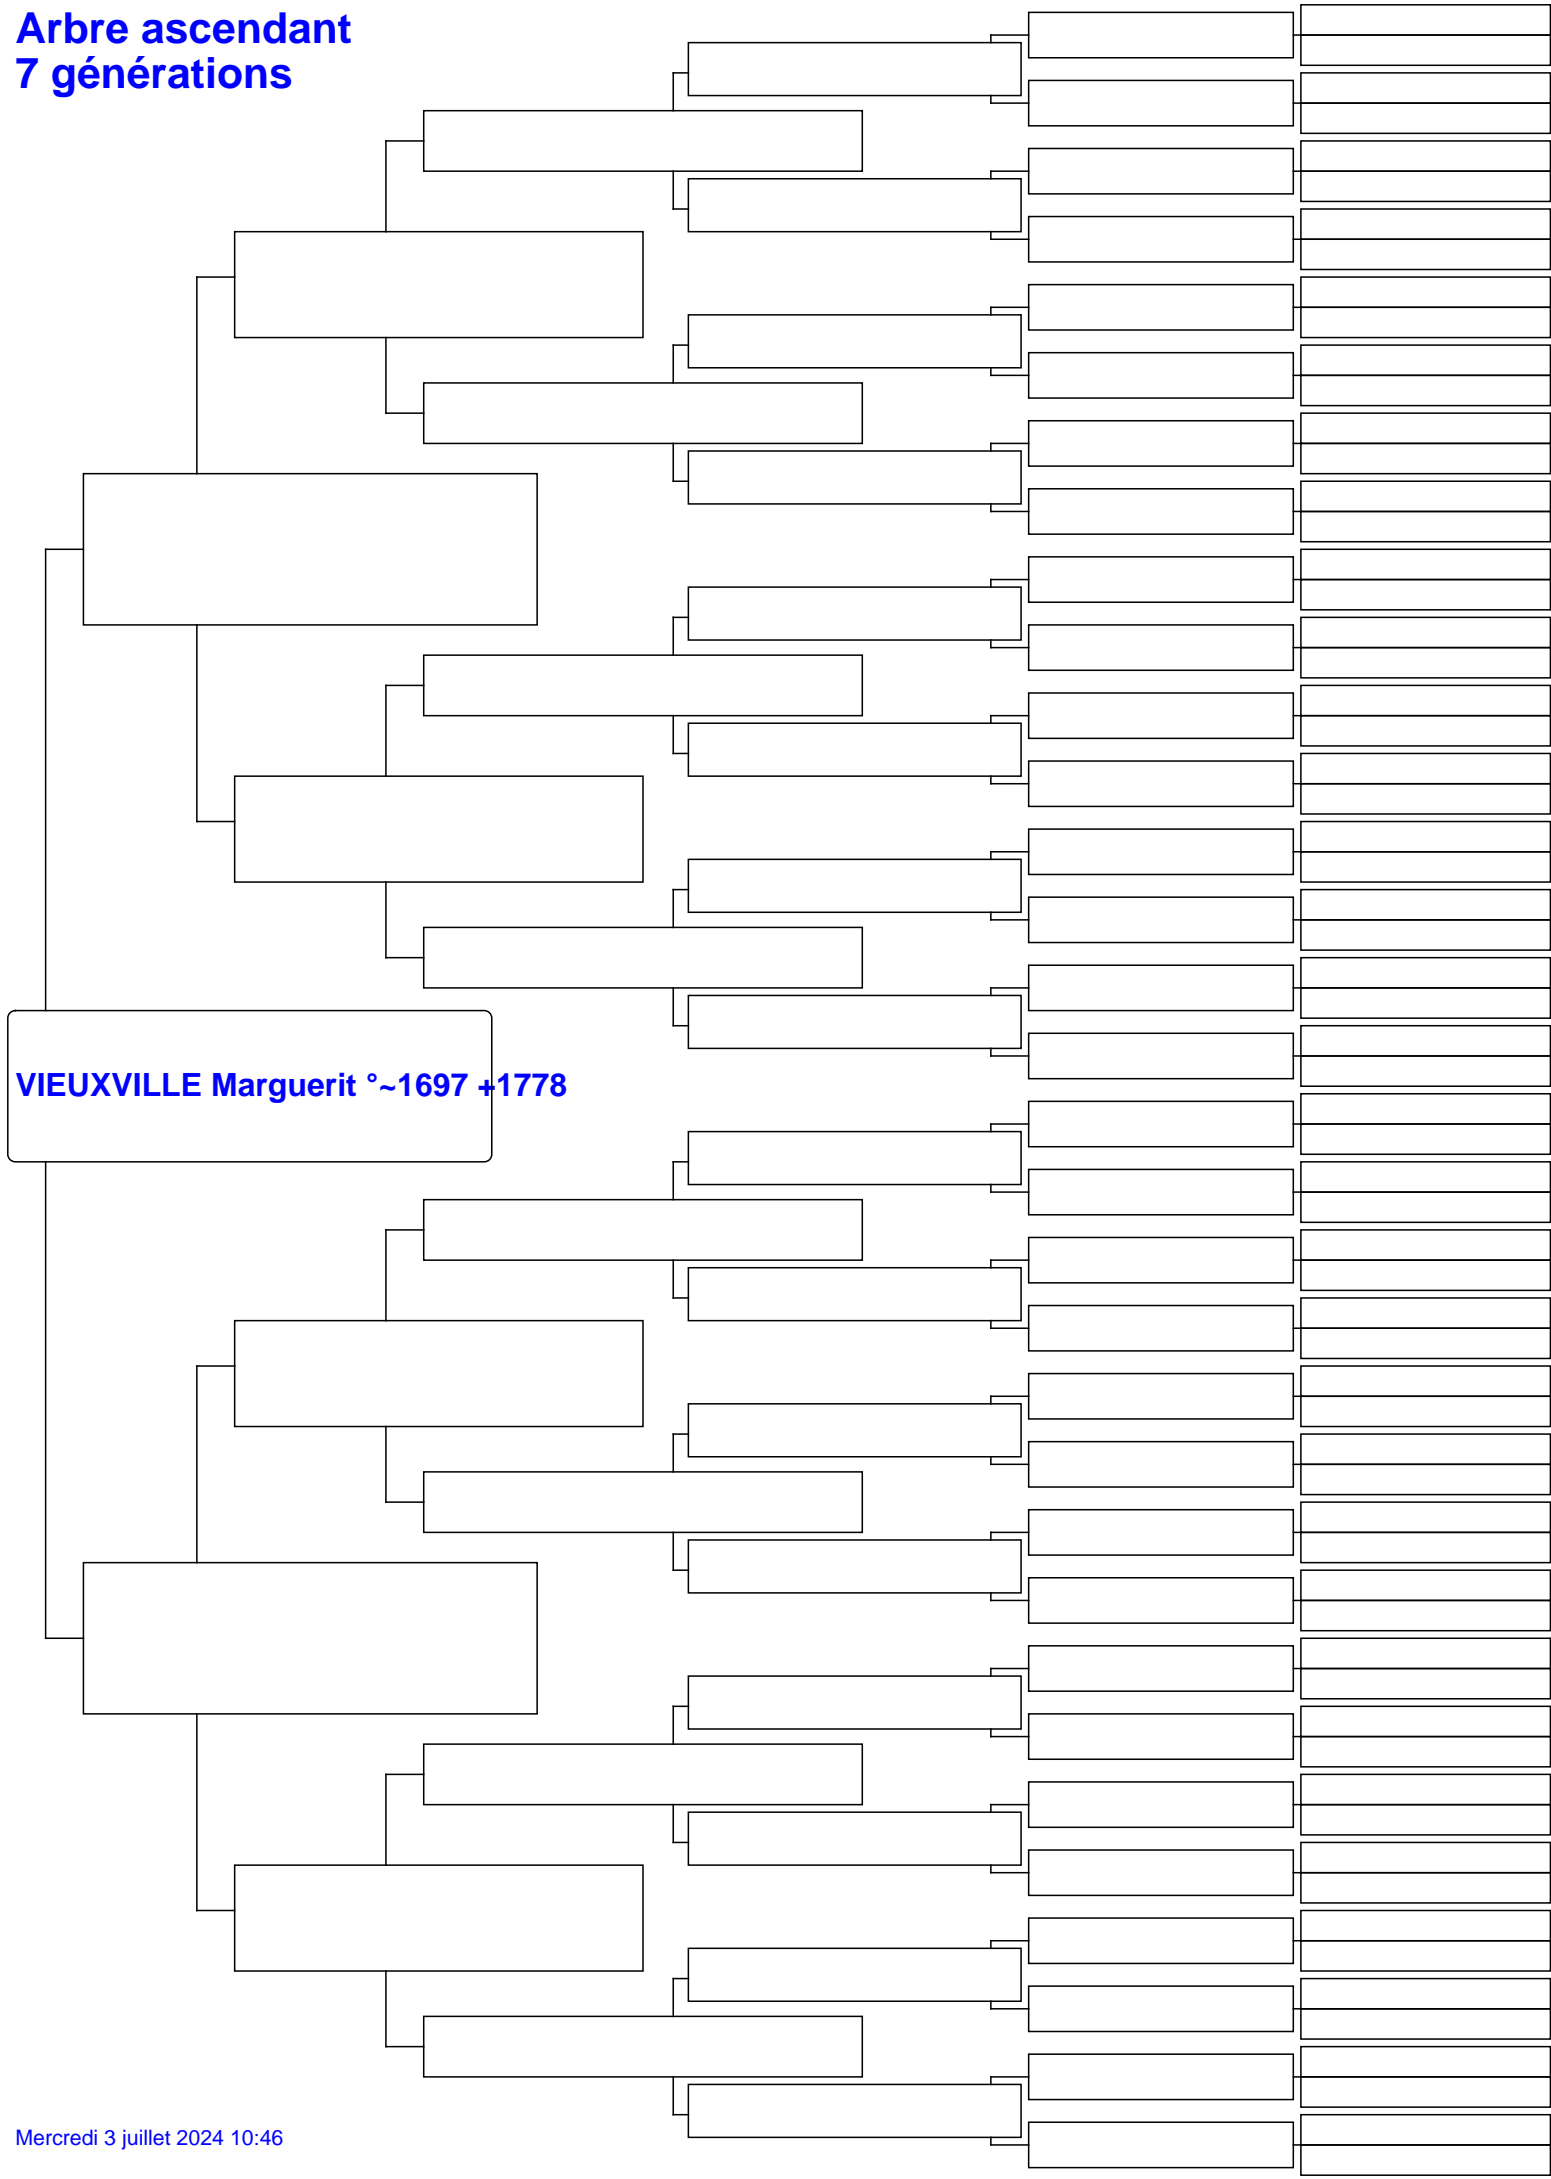 Arbre ascendant
7 générations
VIEUXVILLE Marguerit °~1697 +1778
Mercredi 3 juillet 2024 10:46